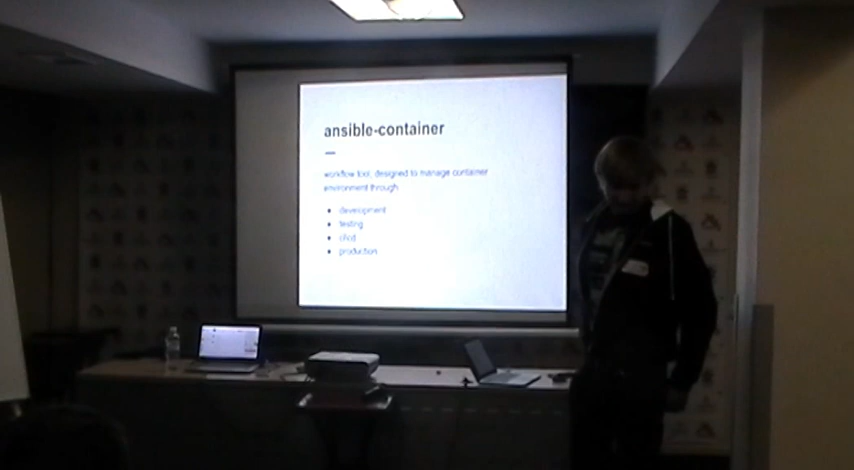 ansible-container
workflow tool, designed to manage container
environment through
development
testing
ci/cd
production